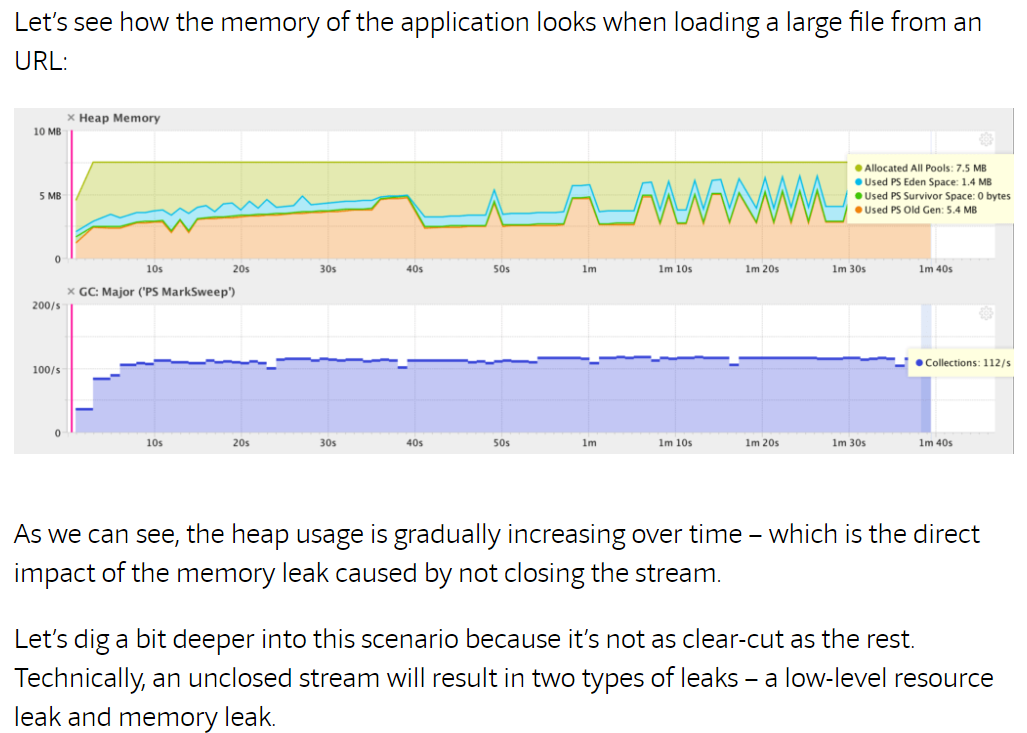 Let’s see how the memory of the application looks when loading a large file from an
URL:
× Heap Memory
10 MB
5 MB
0
Allocated All Pools: 7.5 MB
Used PS Eden Space: 1.4 MB
Used PS Survivor Space: 0 bytes
Used PS Old Gen: 5.4 MB
10s 20s 30s 40s 50s 1m 1m 10s 1m 20s 1m 30s 1m 40s
× GC: Major ('PS MarkSweep')
200/s
100/s
0
Collections: 112/s
10s 20s 30s 40s 50s 1m 1m 10s 1m 20s 1m 30s 1m 40s
As we can see, the heap usage is gradually increasing over time – which is the direct
impact of the memory leak caused by not closing the stream.
Let’s dig a bit deeper into this scenario because it’s not as clear-cut as the rest.
Technically, an unclosed stream will result in two types of leaks – a low-level resource
leak and memory leak.